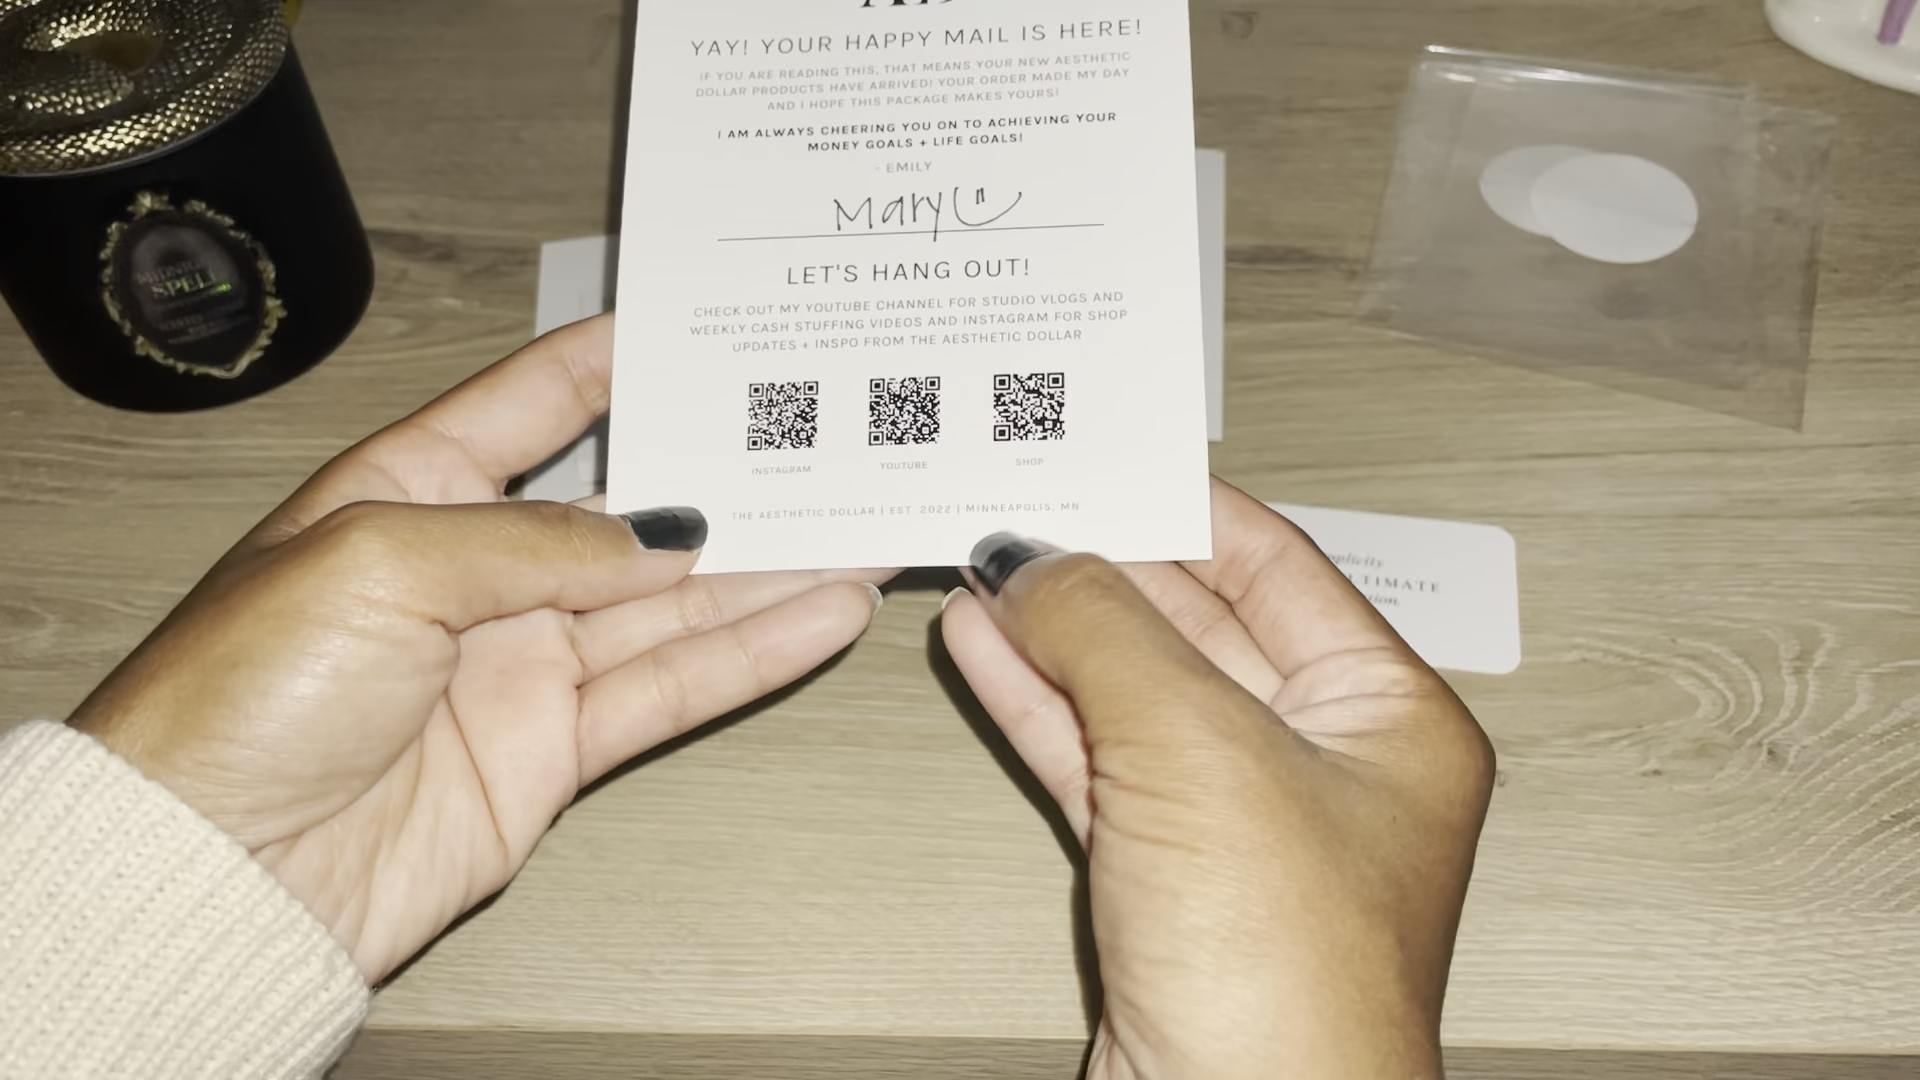 YAY! YOUR HAPPY MAIL IS HERE!
IF YOU ARE READING THIS, THAT MEANS YOUR NEW AESTHETIC
DOLLAR PRODUCTS HAVE ARRIVED! YOUR ORDER MADE MY DAY
AND I HOPE THIS PACKAGE MAKES YOURS!
I AM ALWAYS CHEERING YOU ON TO ACHIEVING YOUR
MONEY GOALS + LIFE GOALS!
- EMILY
Mary
LET'S HANG OUT!
CHECK OUT MY YOUTUBE CHANNEL FOR STUDIO VLOGS AND
WEEKLY CASH STUFFING VIDEOS AND INSTAGRAM FOR SHOP
UPDATES + INSPO FROM THE AESTHETIC DOLLAR
INSTAGRAM
YOUTUBE
SHOP
THE AESTHETIC DOLLAR | EST. 2022 | MINNEAPOLIS, MN
SPELL